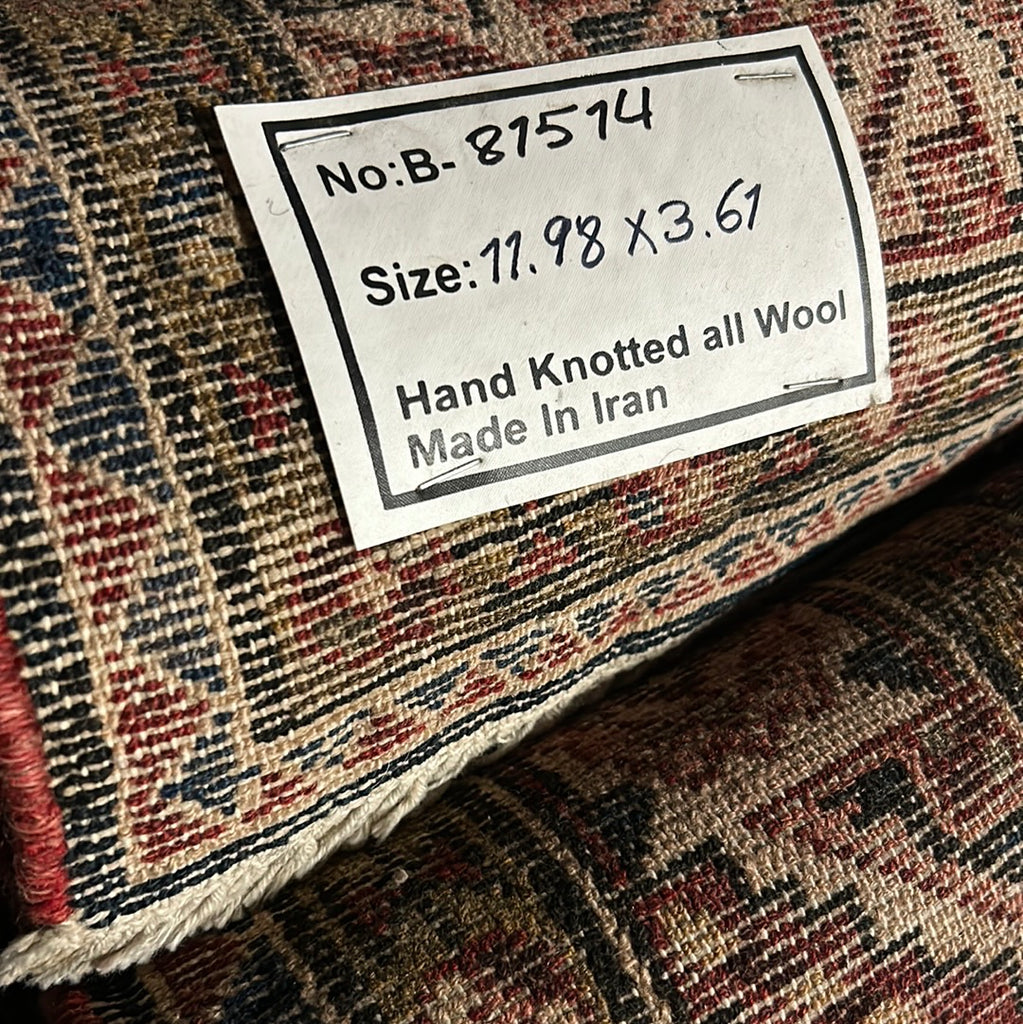 No:B- 81514
Size: 11.98 X 3.61
Hand Knotted all Wool
Made In Iran